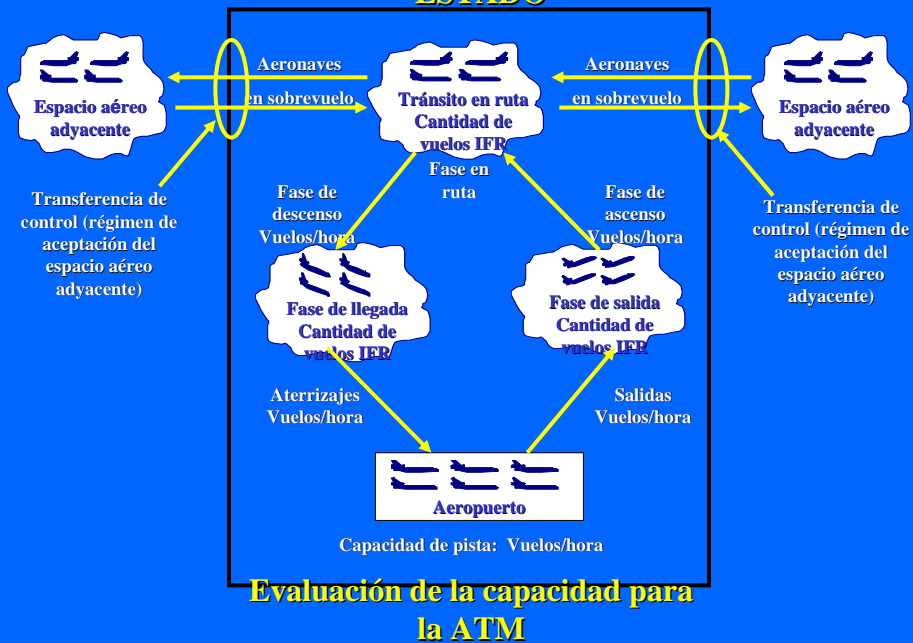 ESTADO
Aeronaves
en sobrevuelo
Aeronaves
en sobrevuelo
Espacio aéreo
adyacente
Tránsito en ruta
Cantidad de
vuelos IFR
Espacio aéreo
adyacente
Fase en
ruta
Transferencia de
control (régimen de
aceptación del
espacio aéreo
adyacente)
Fase de
descenso
Vuelos/hora
Fase de
ascenso
Vuelos/hora
Transferencia de
control (régimen de
aceptación del
espacio aéreo
adyacente)
Fase de llegada
Cantidad de
vuelos IFR
Fase de salida
Cantidad de
vuelos IFR
Aterrizajes
Vuelos/hora
Salidas
Vuelos/hora
Aeropuerto
Capacidad de pista: Vuelos/hora
Evaluación de la capacidad para
la ATM